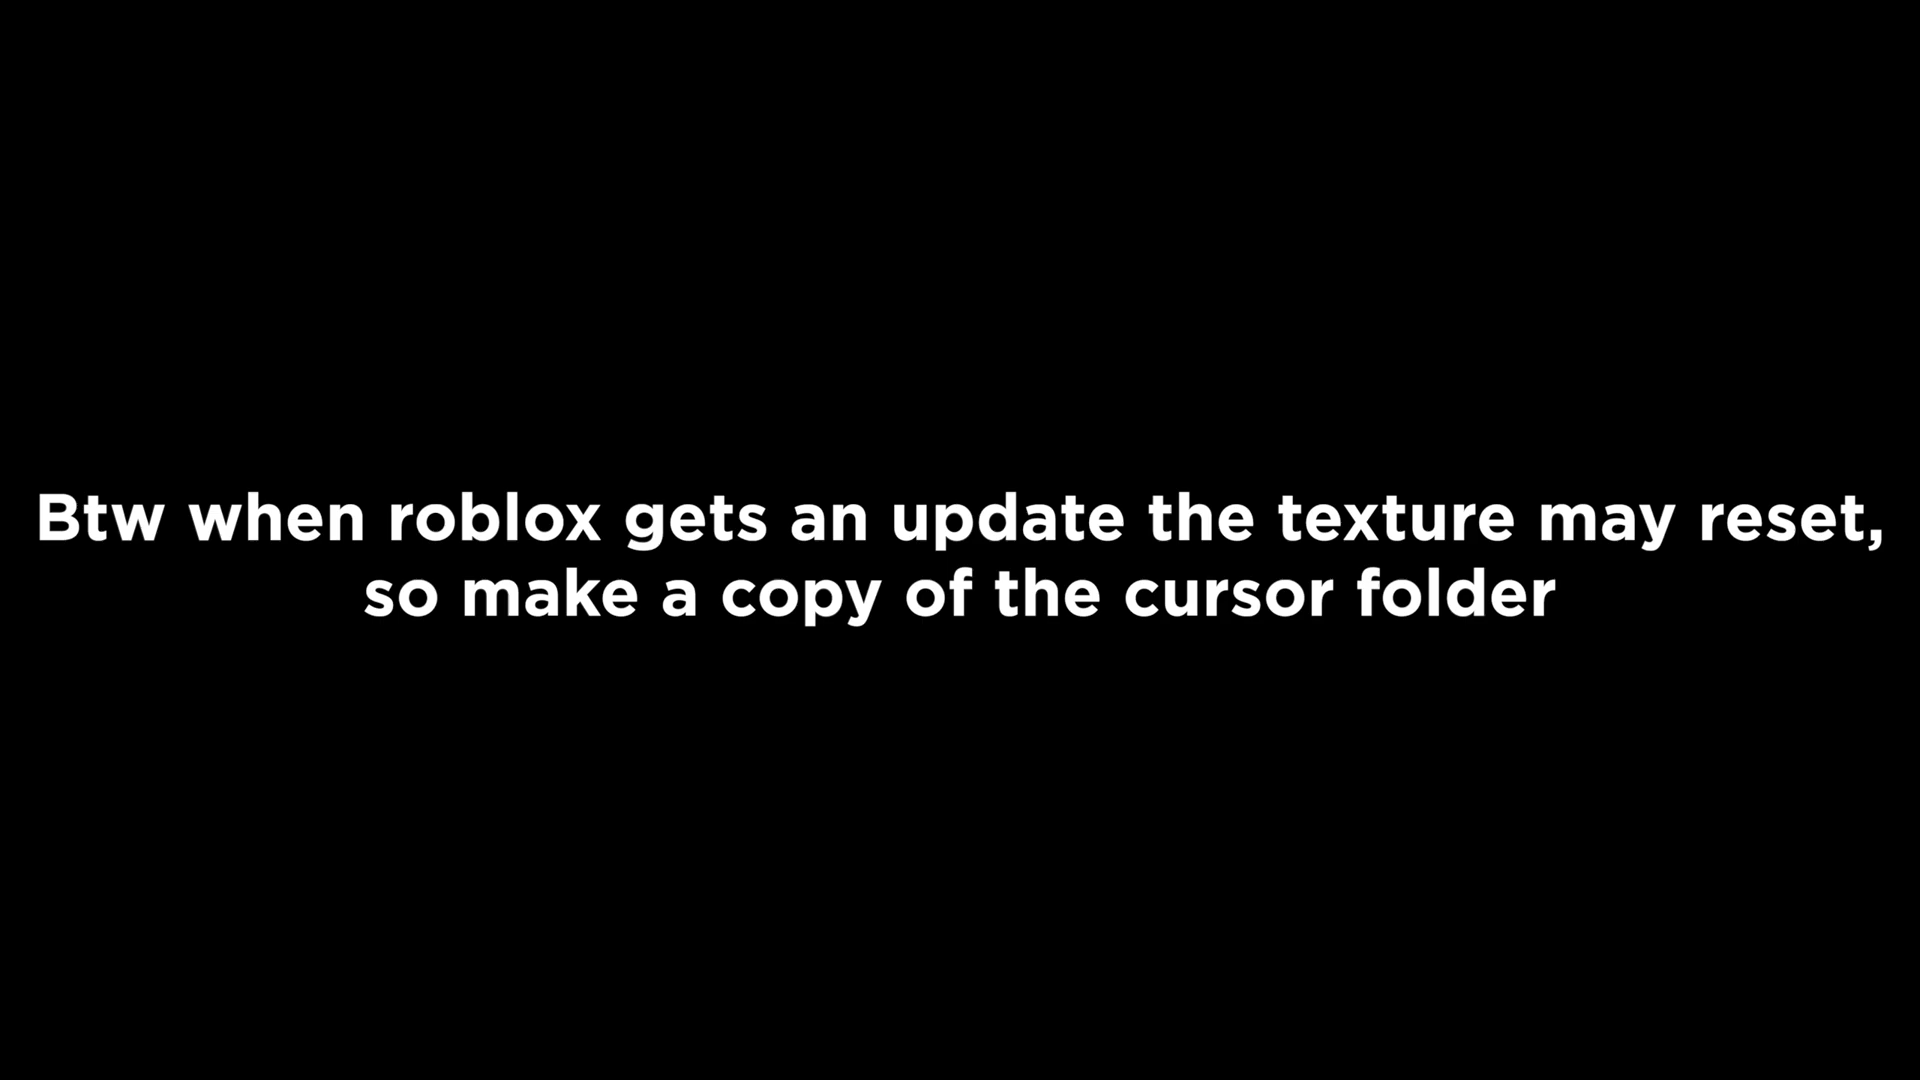 Btw when roblox gets an update the texture may reset,
so make a copy of the cursor folder